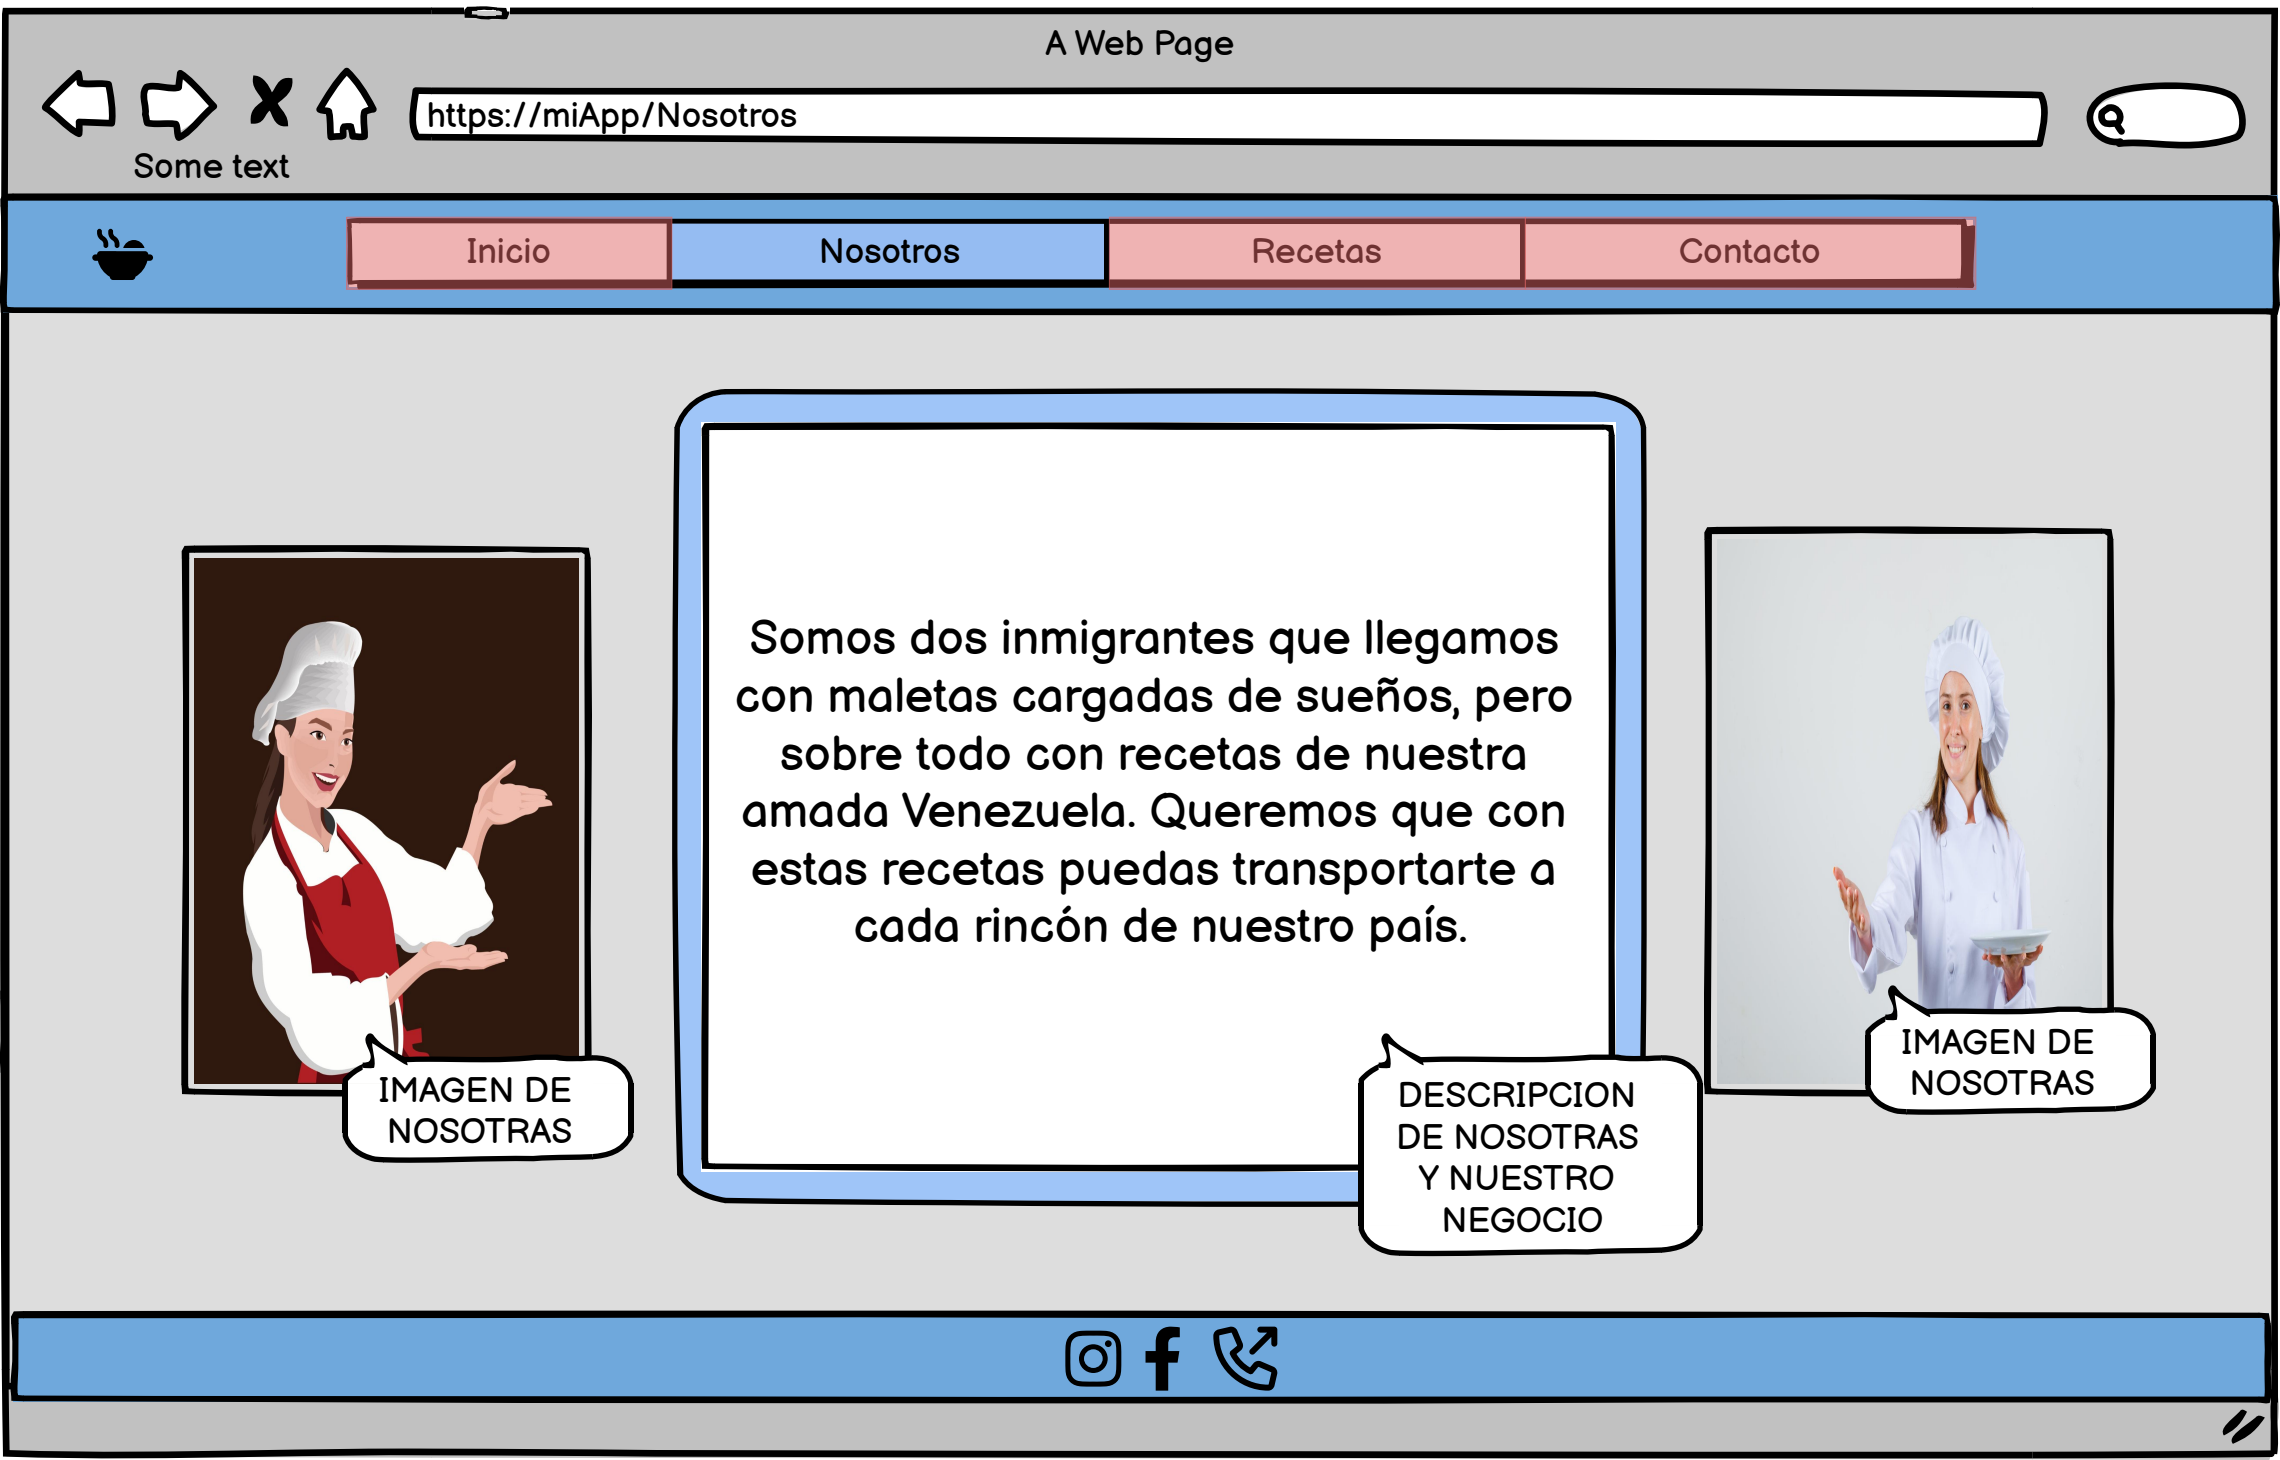 A Web Page
https://miApp/Nosotros
Some text
Inicio
Nosotros
Recetas
Contacto
Somos dos inmigrantes que llegamos
con maletas cargadas de sueños, pero
sobre todo con recetas de nuestra
amada Venezuela. Queremos que con
estas recetas puedas transportarte a
cada rincón de nuestro país.
IMAGEN DE
NOSOTRAS
DESCRIPCION
DE NOSOTRAS
Y NUESTRO
NEGOCIO
IMAGEN DE
NOSOTRAS